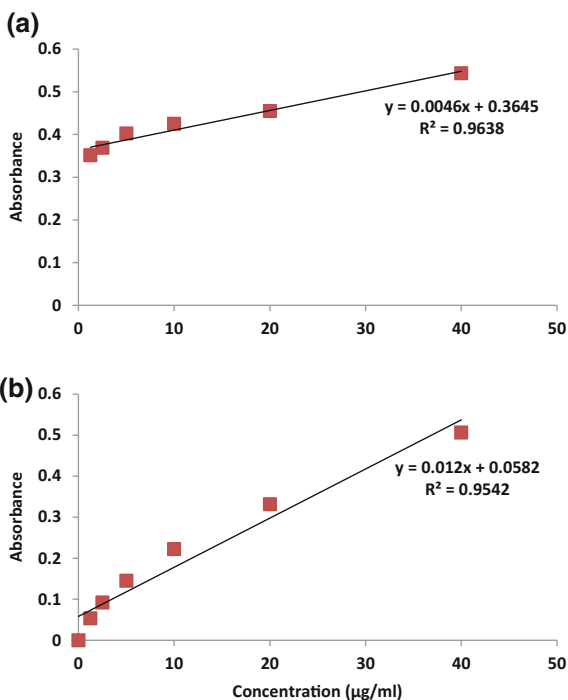 (a)
0.6
0.5
0.4
0.3
0.2
0.1
0
Absorbance
y = 0.0046x + 0.3645
R² = 0.9638
0 10 20 30 40 50
(b)
0.6
0.5
0.4
0.3
0.2
0.1
0
Absorbance
y = 0.012x + 0.0582
R² = 0.9542
0 10 20 30 40 50
Concentration (µg/ml)